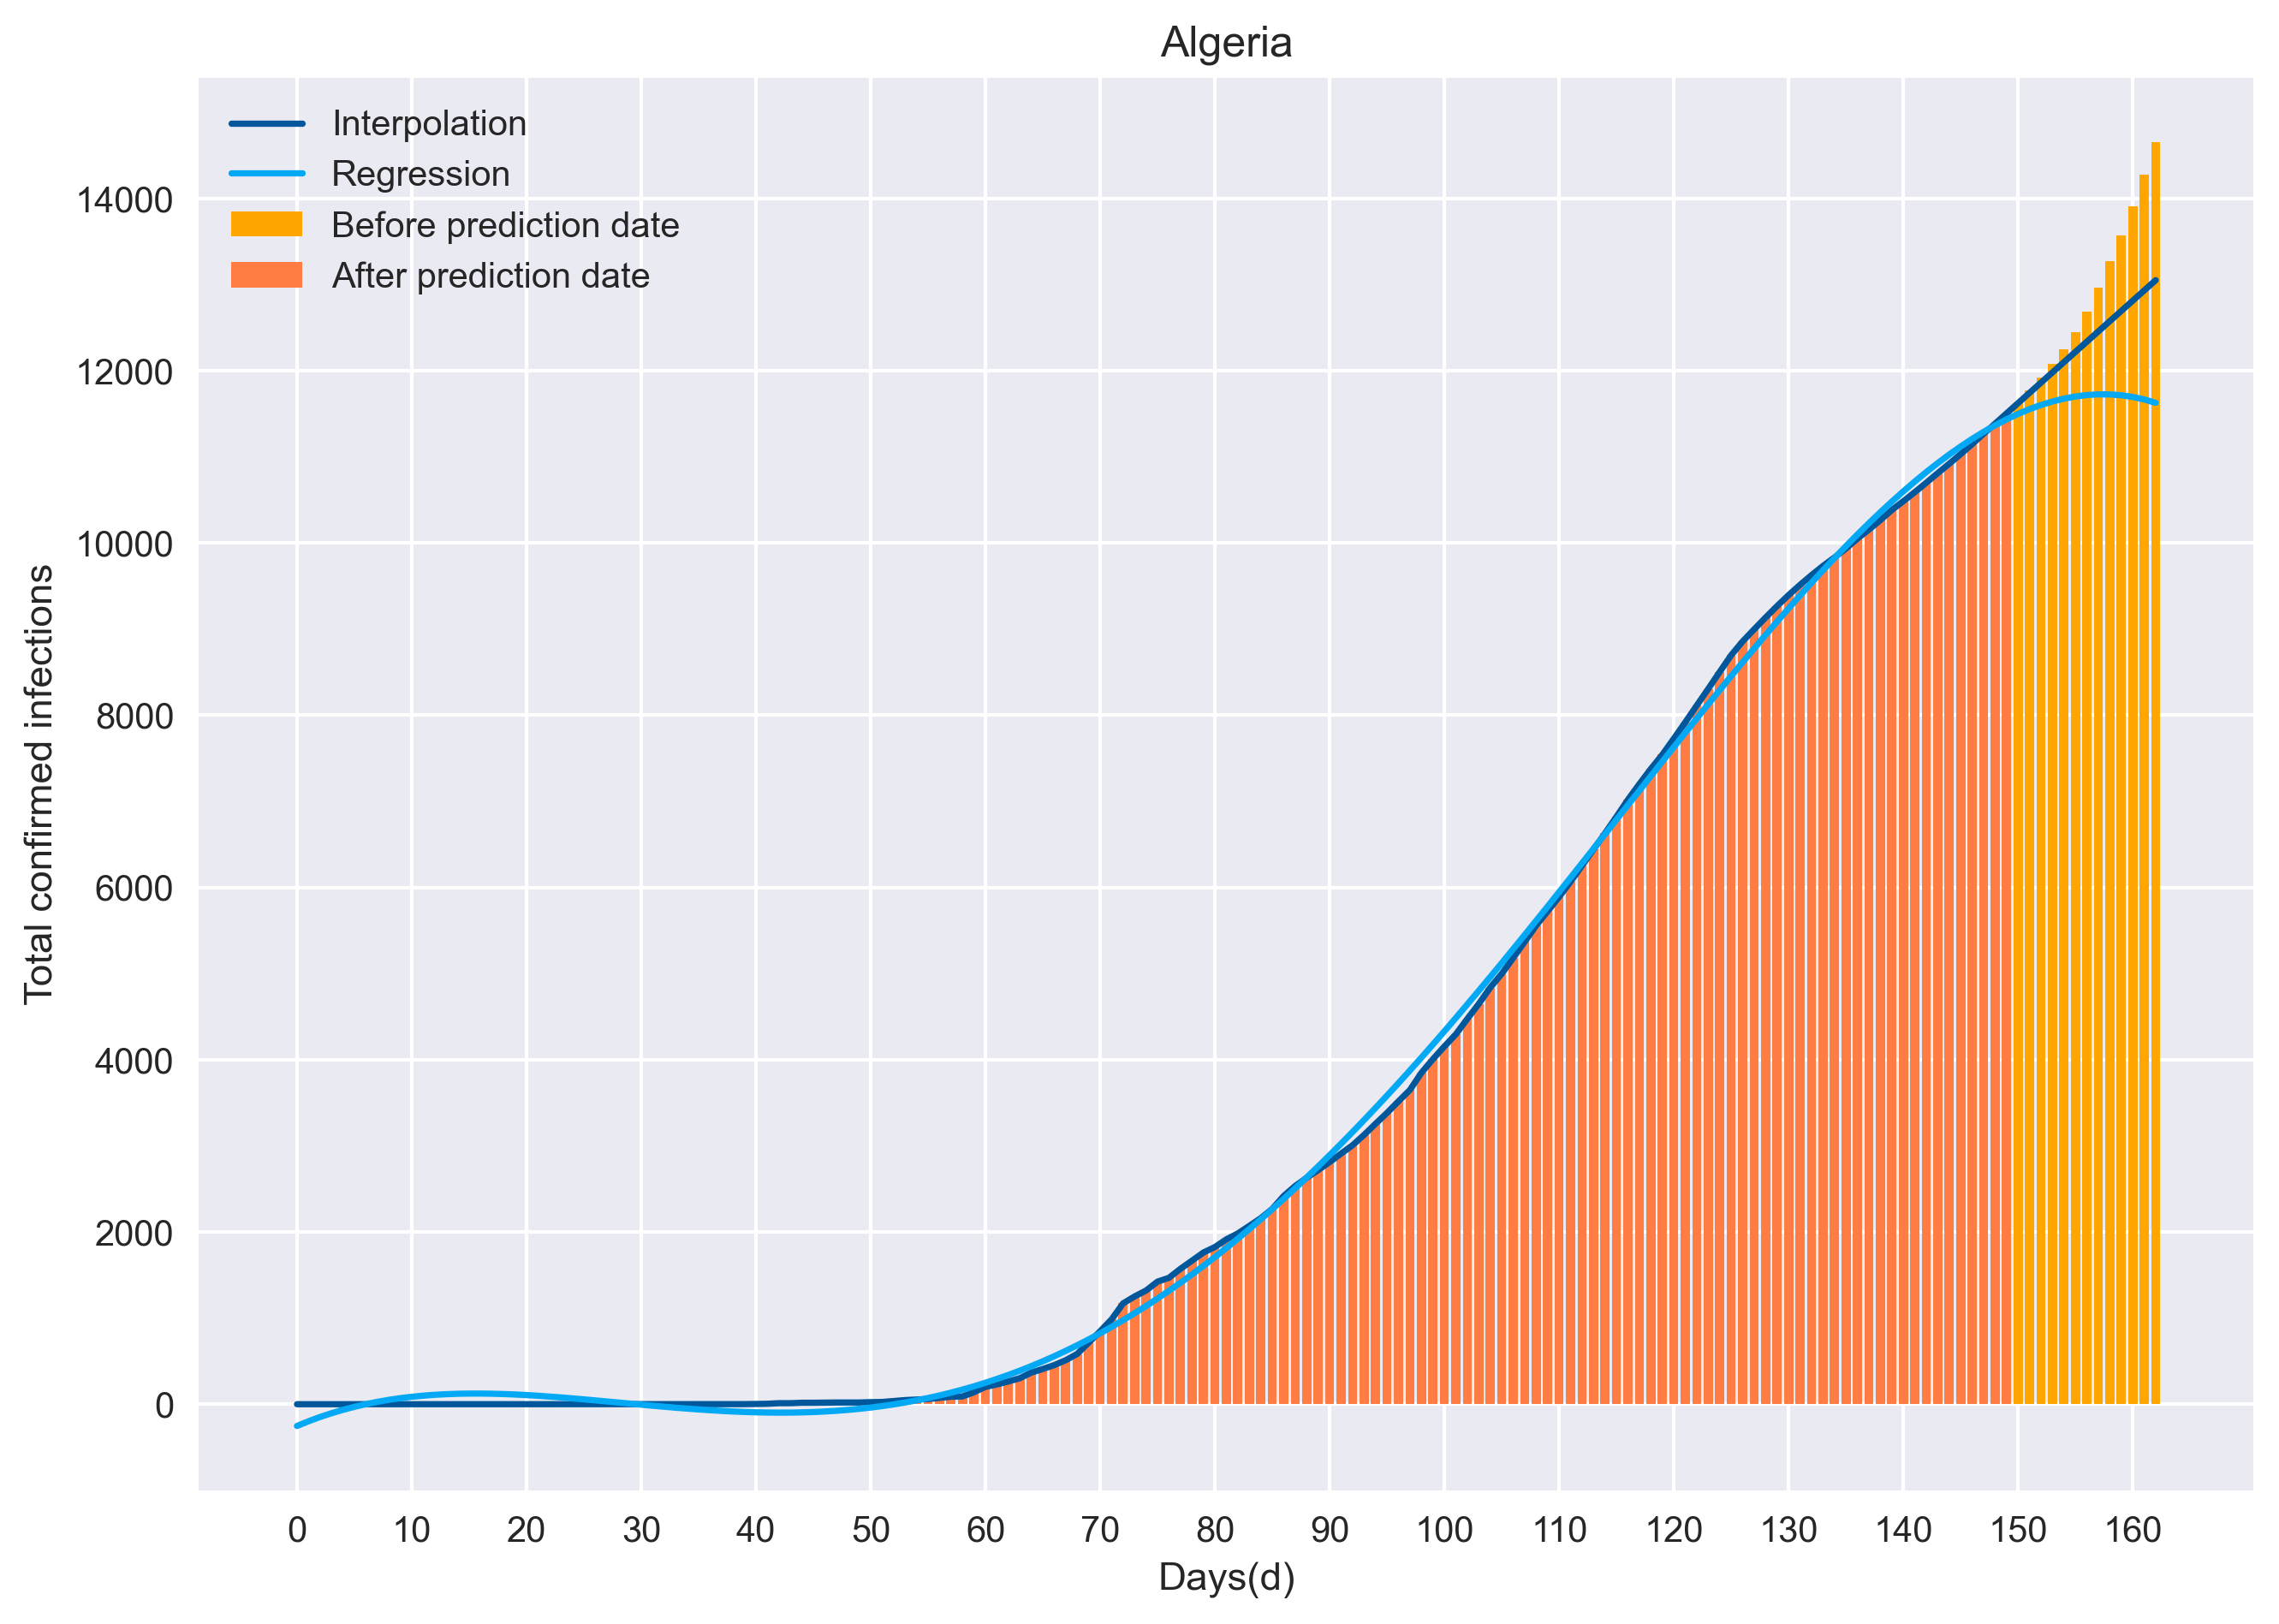 Algeria
Interpolation
Regression
Before prediction date
After prediction date
14000
12000
10000
8000
6000
4000
2000
0
Total confirmed infections
0 10 20 30 40 50 60 70 80 90 100 110 120 130 140 150 160
Days(d)